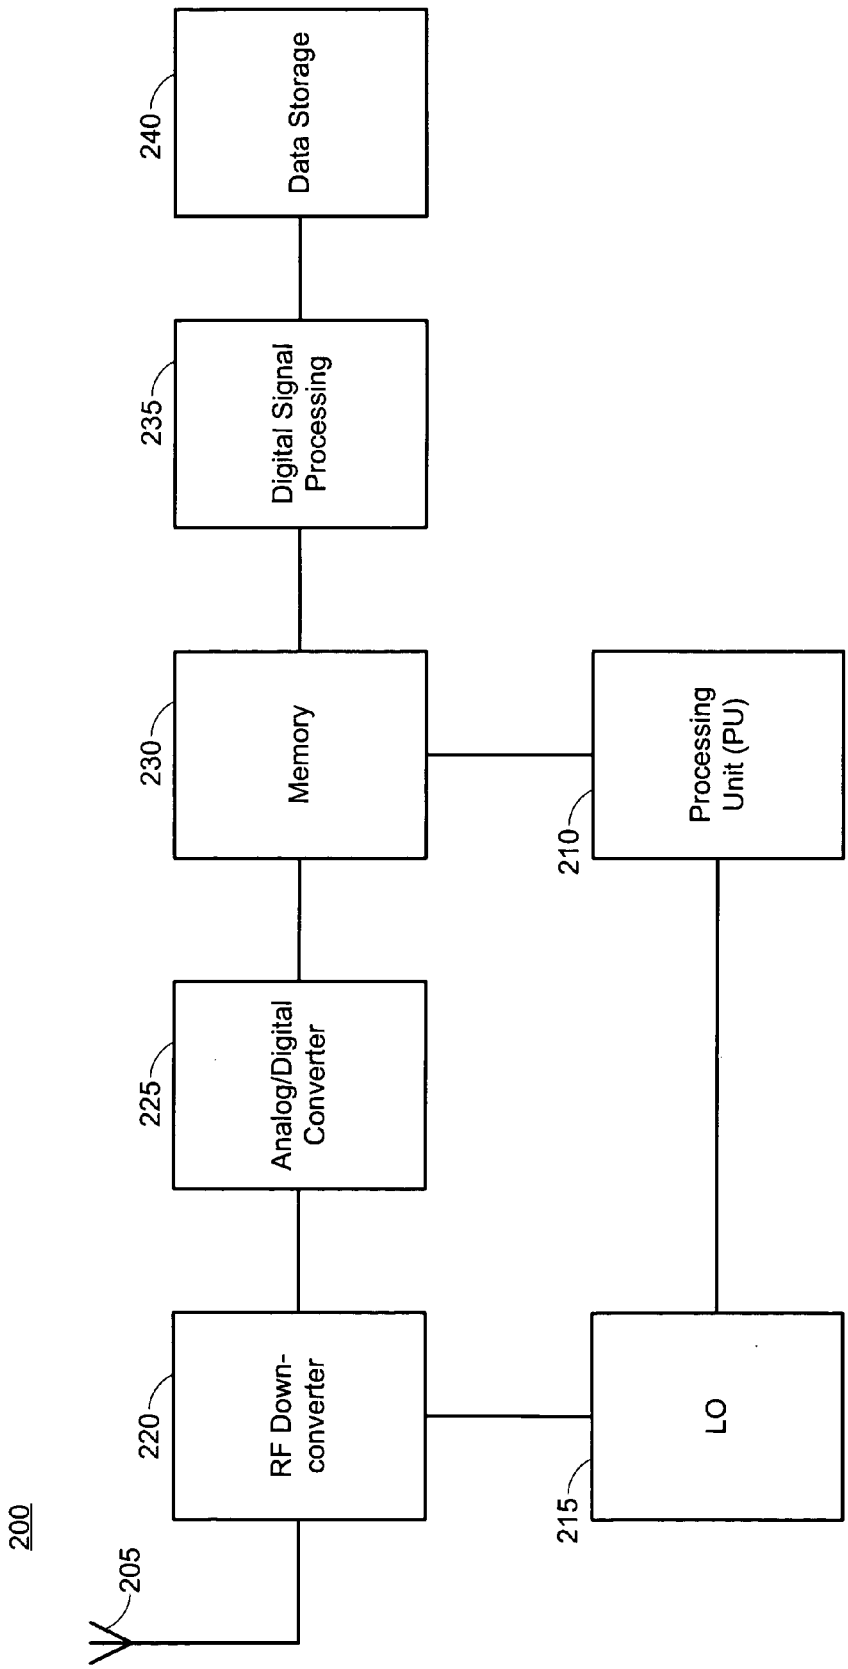 200
205
220
RF Down-
converter
225
Analog/Digital
Converter
230
Memory
235
Digital Signal
Processing
240
Data Storage
215
LO
210
Processing
Unit (PU)